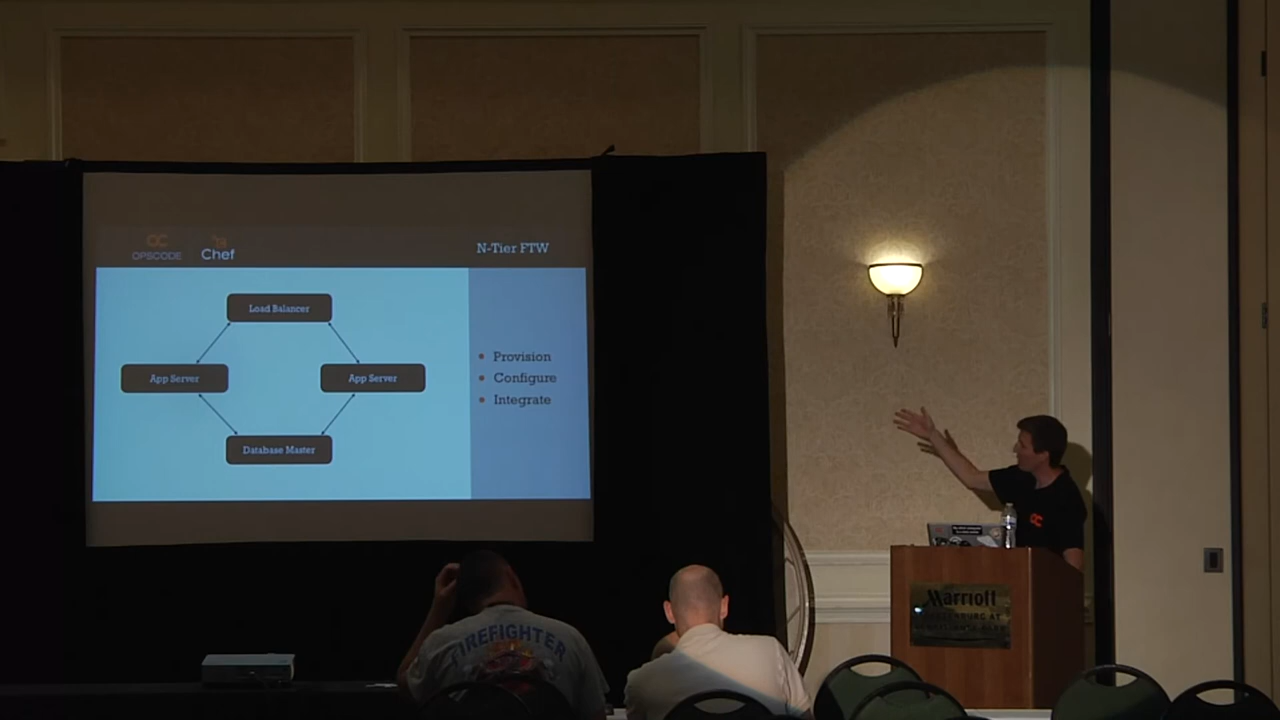 OPSCODE
Chef
N-Tier FTW
Load Balancer
App Server
App Server
Database Master
Provision
Configure
Integrate
FIREFIGHTER
Marriott